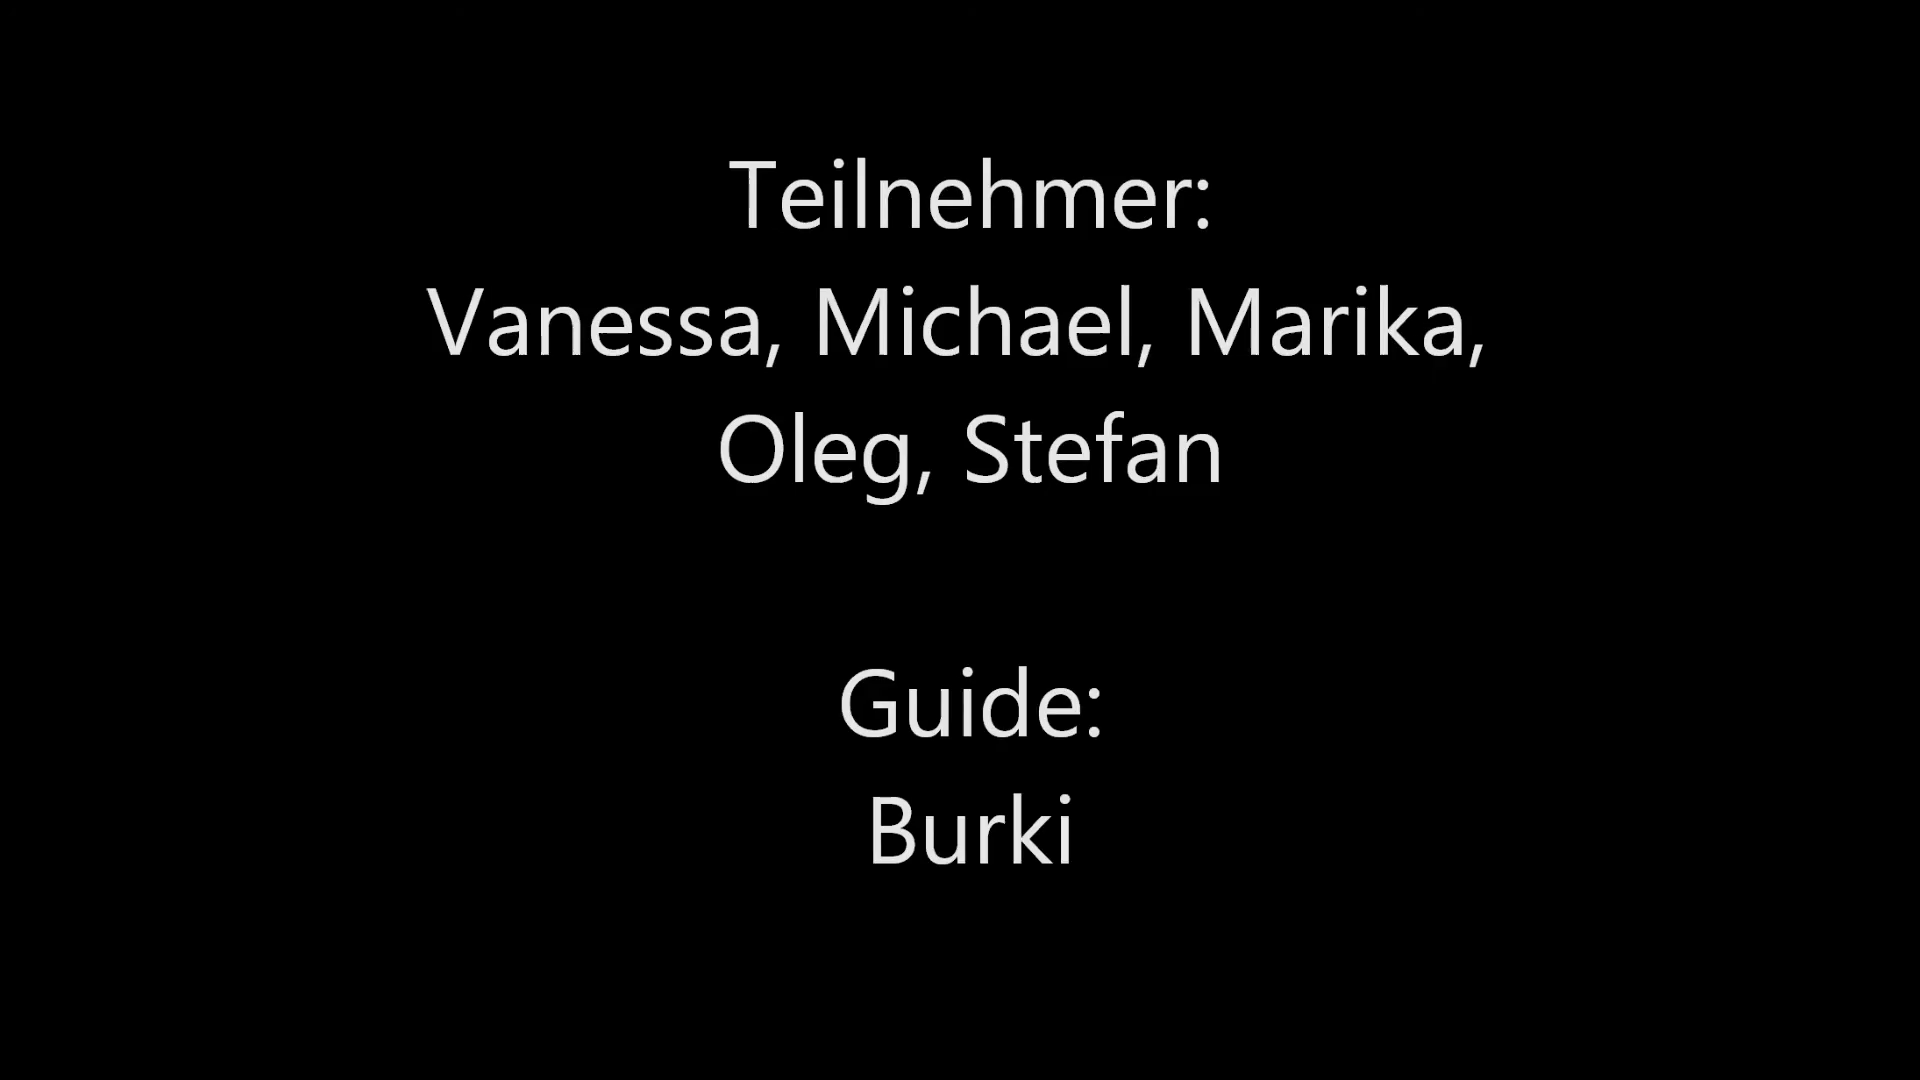 Teilnehmer:
Vanessa, Michael, Marika,
Oleg, Stefan
Guide:
Burki